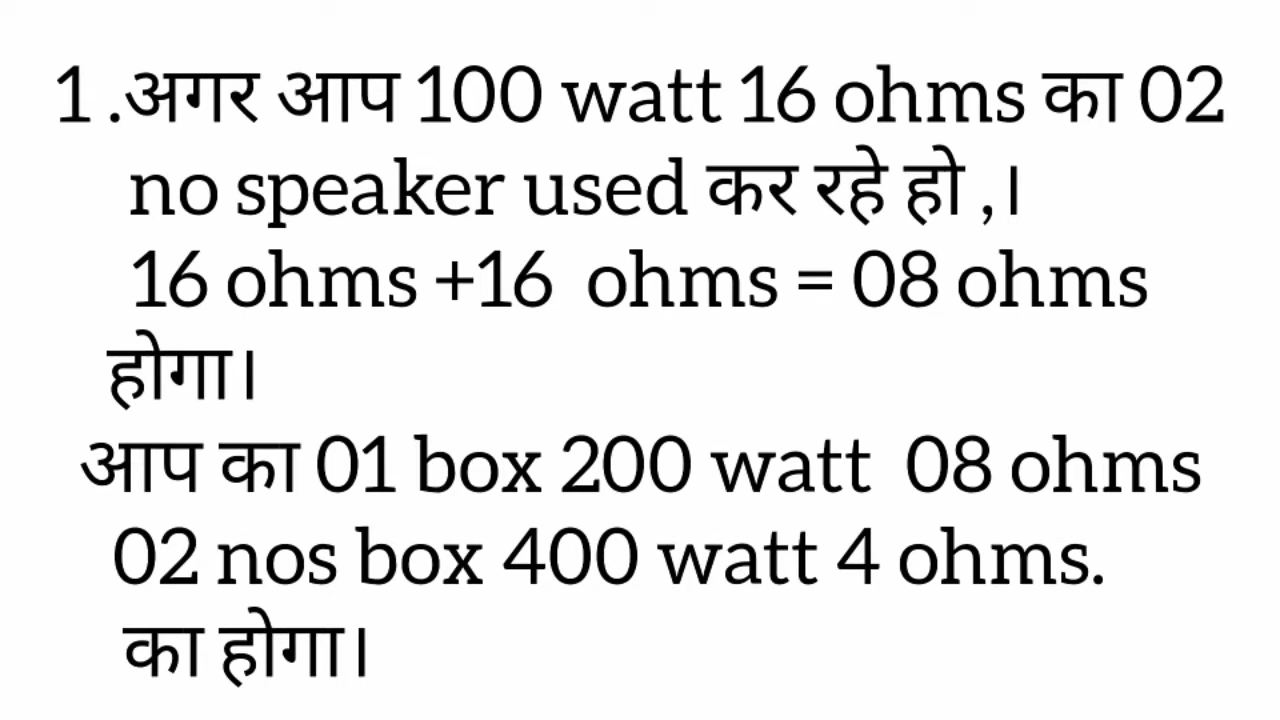 1 .अगर आप 100 watt 16 ohms का 02
no speaker used कर रहे हो ,।
16 ohms +16 ohms = 08 ohms
होगा।
आप का 01 box 200 watt 08 ohms
02 nos box 400 watt 4 ohms.
का होगा।